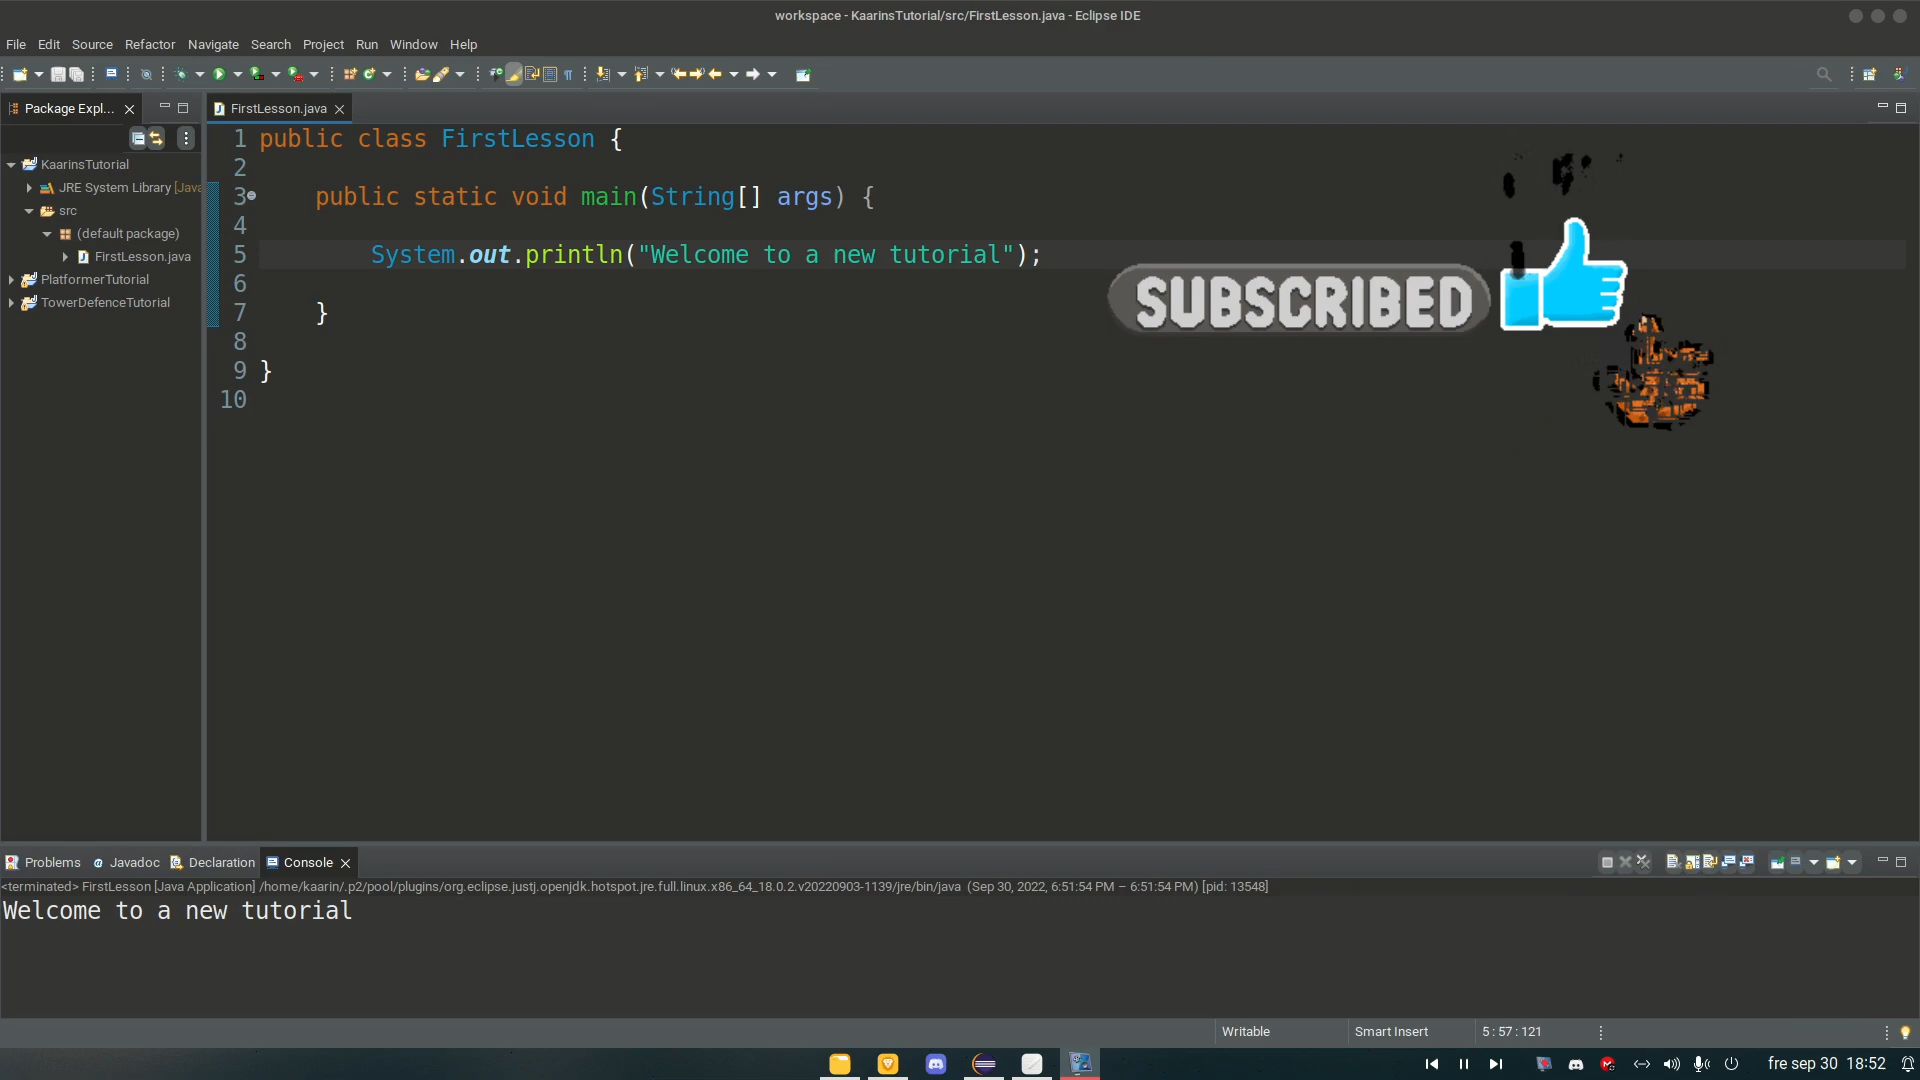 workspace - KaarinsTutorial/src/FirstLesson.java - Eclipse IDE
File Edit Source Refactor Navigate Search Project Run Window Help
Package Expl...
FirstLesson.java
KaarinsTutorial
JRE System Library [Java
src
(default package)
FirstLesson.java
PlatformerTutorial
TowerDefenceTutorial
1 public class FirstLesson {
2
3 public static void main(String[] args) {
4
5 System.out.println("Welcome to a new tutorial");
6
7 }
8
9 }
10
SUBSCRIBED
Problems Javadoc Declaration Console
<terminated> FirstLesson [Java Application] /home/kaarin/.p2/pool/plugins/org.eclipse.justj.openjdk.hotspot.jre.full.linux.x86_64_18.0.2.v20220903-1139/jre/bin/java (Sep 30, 2022, 6:51:54 PM – 6:51:54 PM) [pid: 13548]
Welcome to a new tutorial
Writable Smart Insert 5 : 57 : 121
fre sep 30 18:52